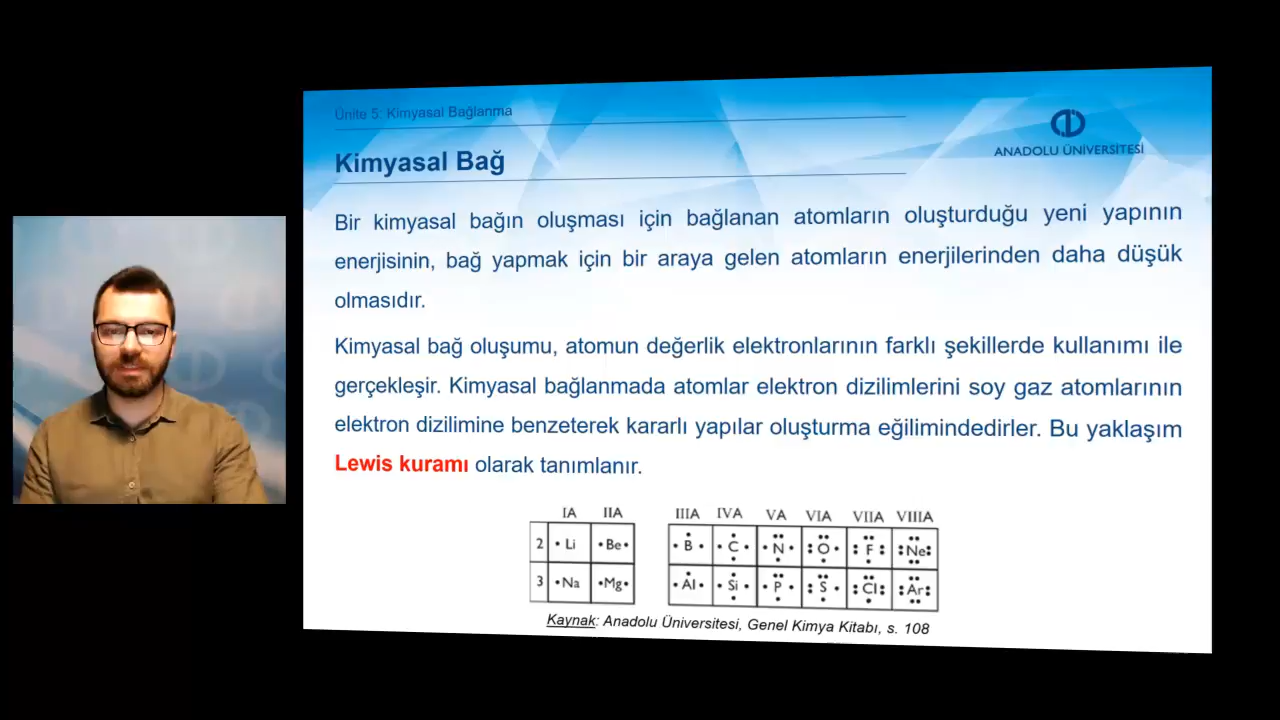 Ünite 5: Kimyasal Bağlanma
ANADOLU ÜNİVERSİTESİ
Kimyasal Bağ
Bir kimyasal bağın oluşması için bağlanan atomların oluşturduğu yeni yapının
enerjisinin, bağ yapmak için bir araya gelen atomların enerjilerinden daha düşük
olmasıdır.
Kimyasal bağ oluşumu, atomun değerlik elektronlarının farklı şekillerde kullanımı ile
gerçekleşir. Kimyasal bağlanmada atomlar elektron dizilimlerini soy gaz atomlarının
elektron dizilimine benzeterek kararlı yapılar oluşturma eğilimindedirler. Bu yaklaşım
Lewis kuramı olarak tanımlanır.
IA IIA IIIA IVA VA VIA VIIA VIIIA
2 Li Be B C N O F Ne
3 Na Mg Al Si P S Cl Ar
Kaynak: Anadolu Üniversitesi, Genel Kimya Kitabı, s. 108